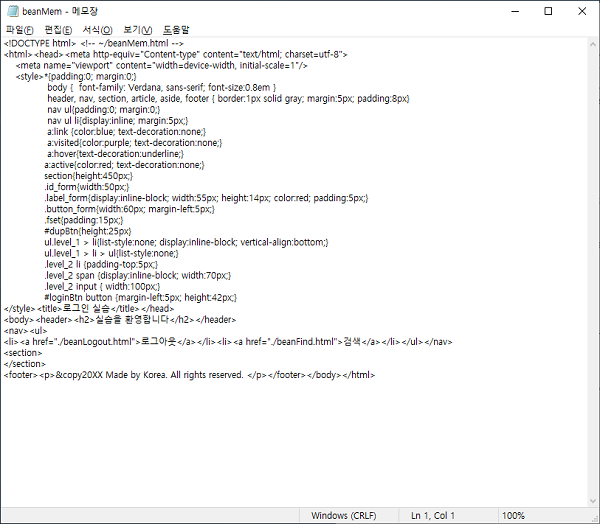 beanMem - 메모장
파일(F) 편집(E) 서식(O) 보기(V) 도움말
<!DOCTYPE html> <!-- ~/beanMem.html -->
<html><head><meta http-equiv="Content-type" content="text/html; charset=utf-8">
<meta name="viewport" content="width=device-width, initial-scale=1"/>
<style>*{padding:0; margin:0;}
body { font-family: Verdana, sans-serif; font-size:0.8em }
header, nav, section, article, aside, footer { border:1px solid gray; margin:5px; padding:8px}
nav ul{padding:0; margin:0;}
nav ul li{display:inline; margin:5px;}
a:link {color:blue; text-decoration:none;}
a:visited{color:purple; text-decoration:none;}
a:hover{text-decoration:underline;}
a:active{color:red; text-decoration:none;}
section{height:450px;}
.id_form{width:50px;}
.label_form{display:inline-block; width:55px; height:14px; color:red; padding:5px;}
.button_form{width:60px; margin-left:5px;}
.fset{padding:15px;}
#dupBtn{height:25px}
ul.level_1 > li{list-style:none; display:inline-block; vertical-align:bottom;}
ul.level_1 > li > ul{list-style:none;}
.level_2 li {padding-top:5px;}
.level_2 span {display:inline-block; width:70px;}
.level_2 input { width:100px;}
#loginBtn button {margin-left:5px; height:42px;}
</style><title>로그인 실습</title></head>
<body><header><h2>실습을 환영합니다</h2></header>
<nav><ul>
<li><a href="./beanLogout.html">로그아웃</a></li><li><a href="./beanFind.html">검색</a></li></ul></nav>
<section>
</section>
<footer><p>&copy20XX Made by Korea. All rights reserved. </p></footer></body></html>
Windows (CRLF) Ln 1, Col 1 100%